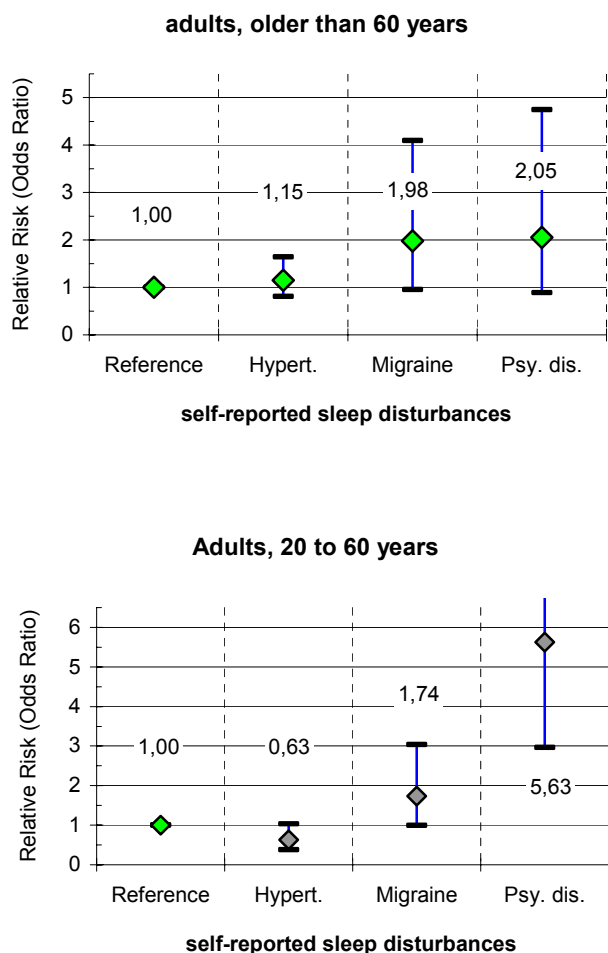 adults, older than 60 years
Relative Risk (Odds Ratio)
5
4
3
2
1
0
1,00
1,15
1,98
2,05
Reference Hypert. Migraine Psy. dis.
self-reported sleep disturbances
Adults, 20 to 60 years
Relative Risk (Odds Ratio)
6
5
4
3
2
1
0
1,00
0,63
1,74
5,63
Reference Hypert. Migraine Psy. dis.
self-reported sleep disturbances